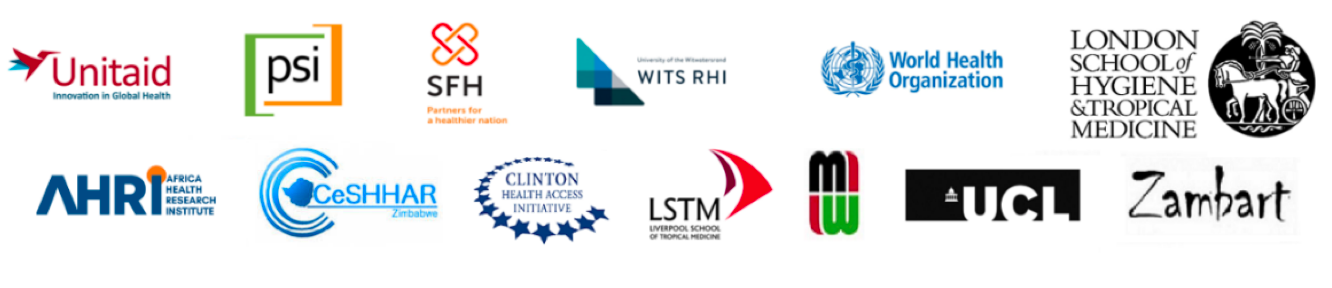 Unitaid
Innovation in Global Health
psi
SFH
Partners for
a healthier nation
University of the Witwatersrand
WITS RHI
World Health
Organization
LONDON
SCHOOL of
HYGIENE
& TROPICAL
MEDICINE
AHRI
AFRICA
HEALTH
RESEARCH
INSTITUTE
CeSHHAR
Zimbabwe
CLINTON
HEALTH ACCESS
INITIATIVE
LSTM
LIVERPOOL SCHOOL
OF TROPICAL MEDICINE
mlw
UCL
Zambart